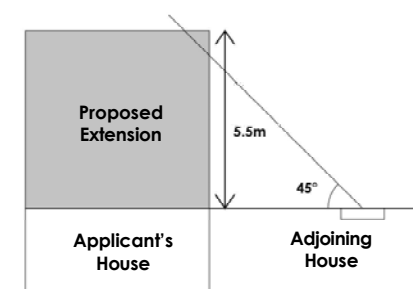 Proposed
Extension
5.5m
45°
Applicant's
House
Adjoining
House